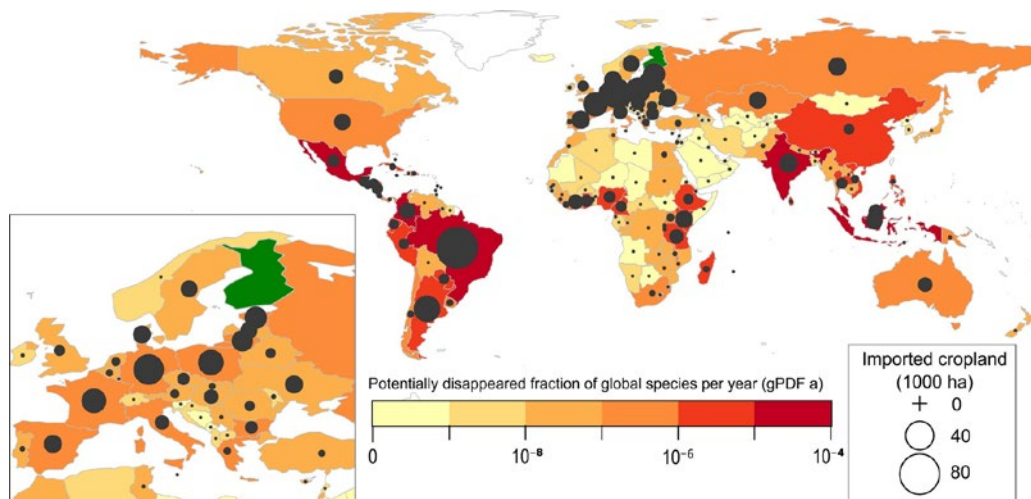 Potentially disappeared fraction of global species per year (gPDF a)
0 10⁻⁸ 10⁻⁶ 10⁻⁴
Imported cropland
(1000 ha)
0
40
80